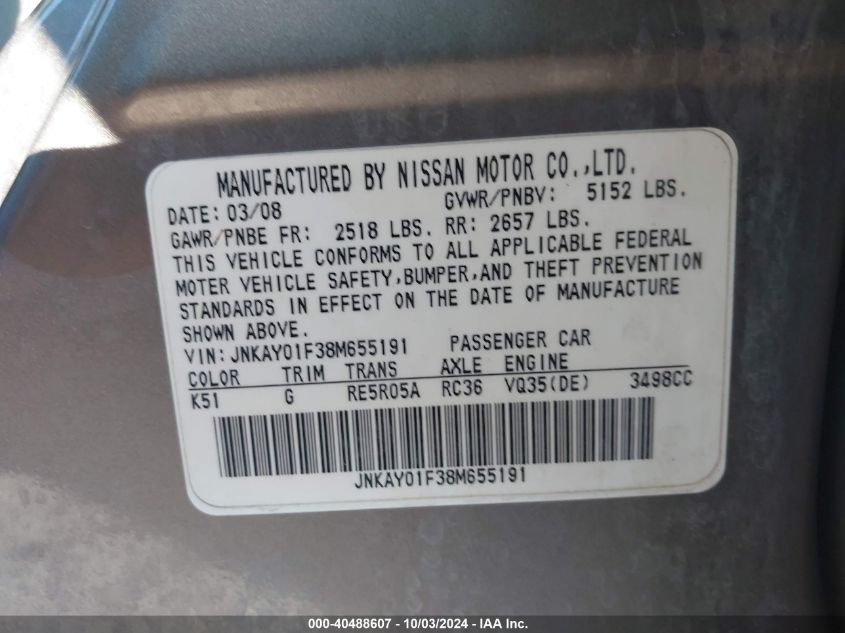 MANUFACTURED BY NISSAN MOTOR CO.,LTD.
DATE: 03/08 GVWR/PNBV: 5152 LBS.
GAWR/PNBE FR: 2518 LBS. RR: 2657 LBS.
THIS VEHICLE CONFORMS TO ALL APPLICABLE FEDERAL
MOTER VEHICLE SAFETY,BUMPER,AND THEFT PREVENTION
STANDARDS IN EFFECT ON THE DATE OF MANUFACTURE
SHOWN ABOVE.
VIN: JNKAY01F38M655191 PASSENGER CAR
COLOR TRIM TRANS AXLE ENGINE
K51 G RE5R05A RC36 VQ35(DE) 3498CC
JNKAY01F38M655191
000-40488607 - 10/03/2024 - IAA Inc.